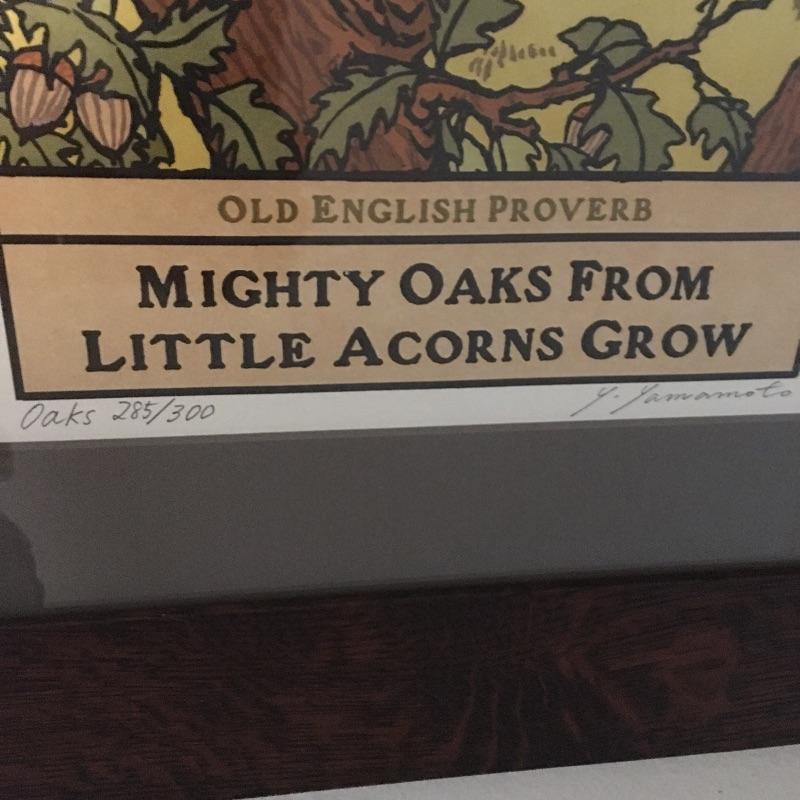 OLD ENGLISH PROVERB
MIGHTY OAKS FROM
LITTLE ACORNS GROW
Oaks 285/300 Y. Yamamoto